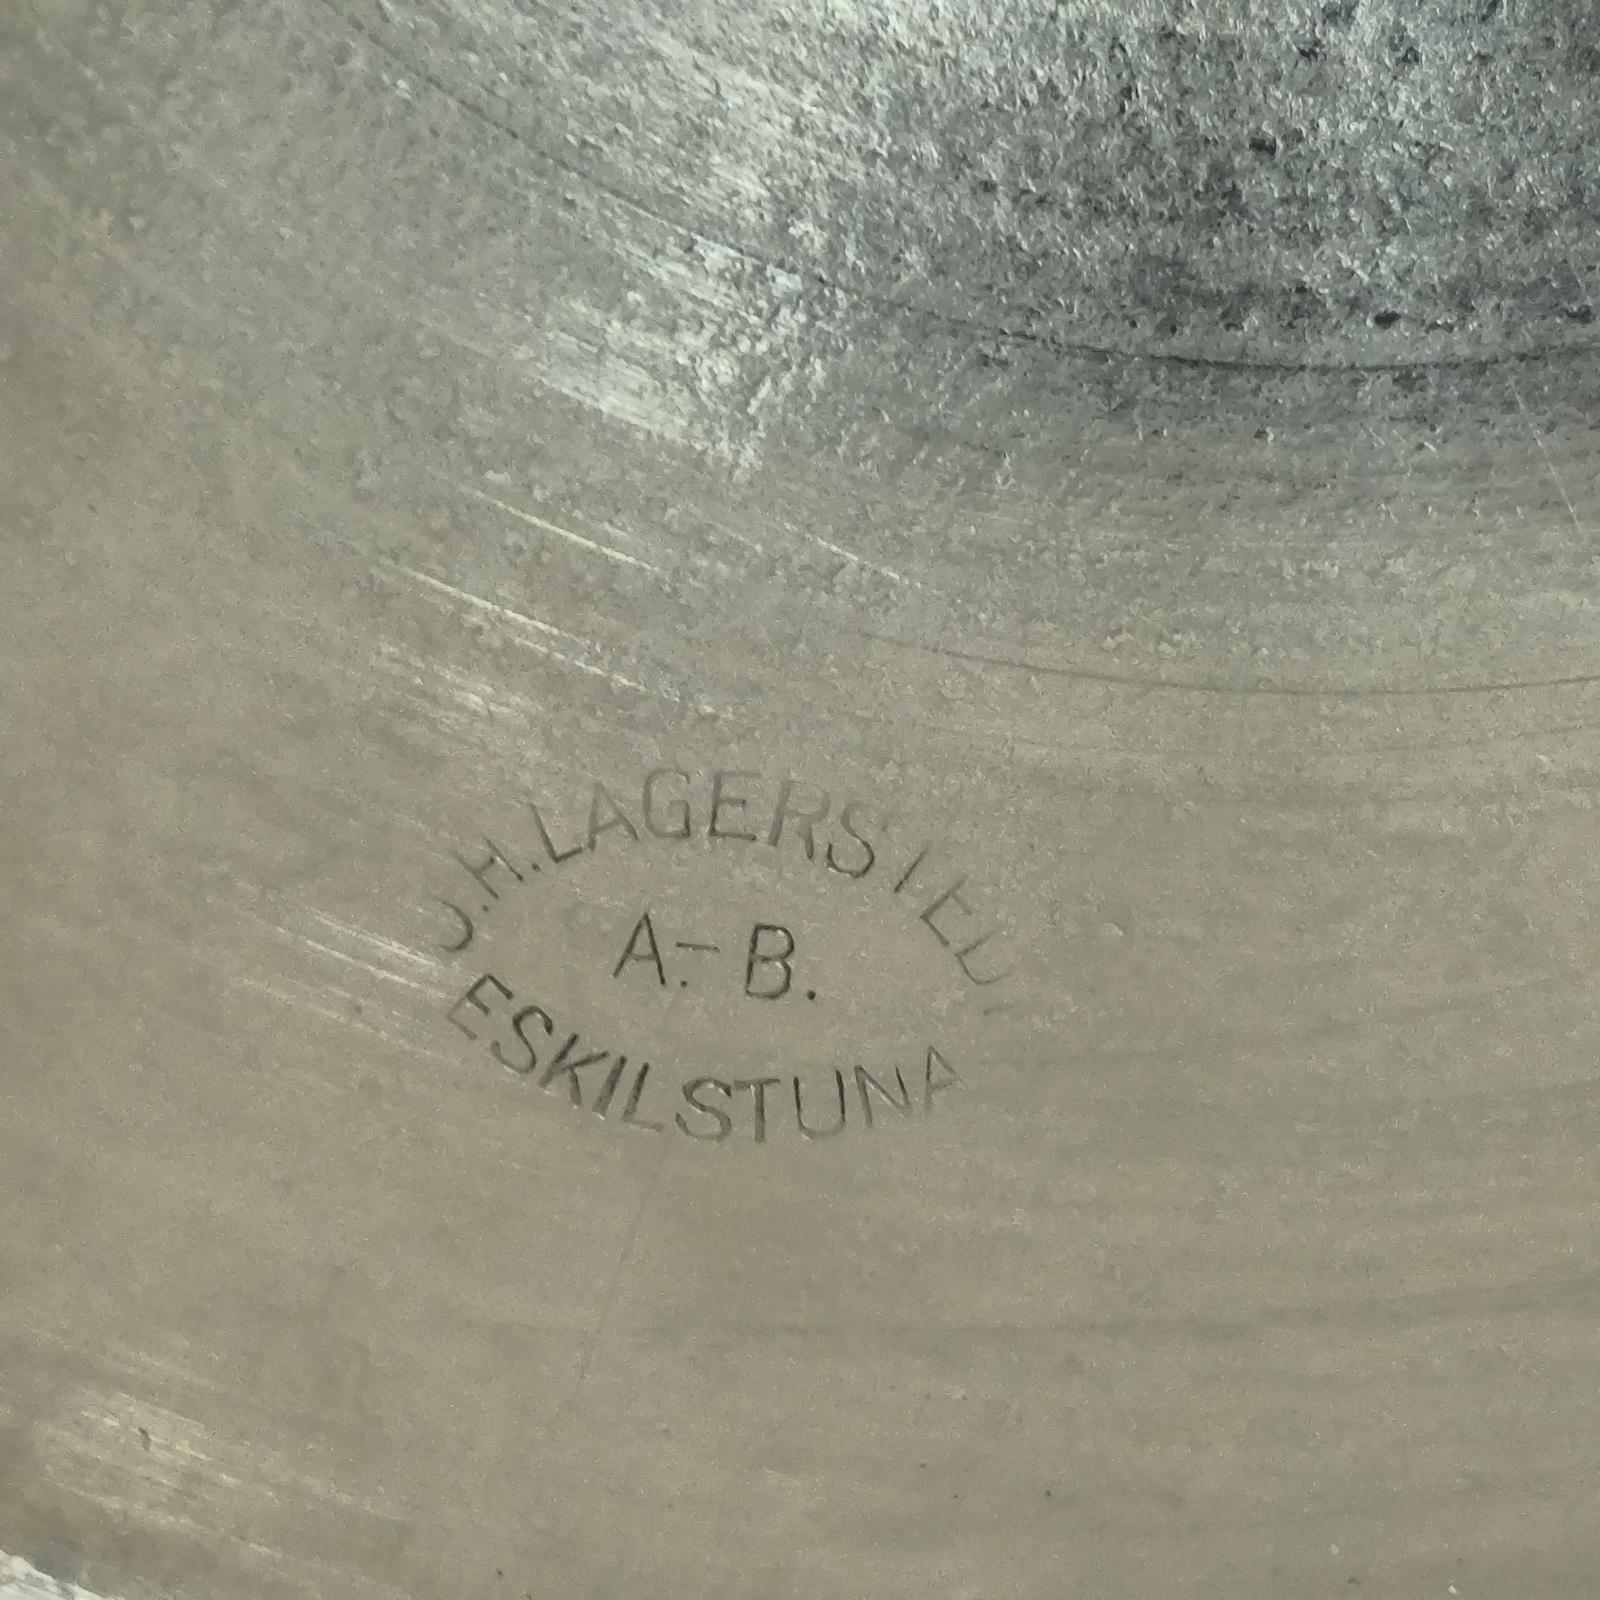 J.H. LAGERSTEDT
A.-B.
ESKILSTUNA